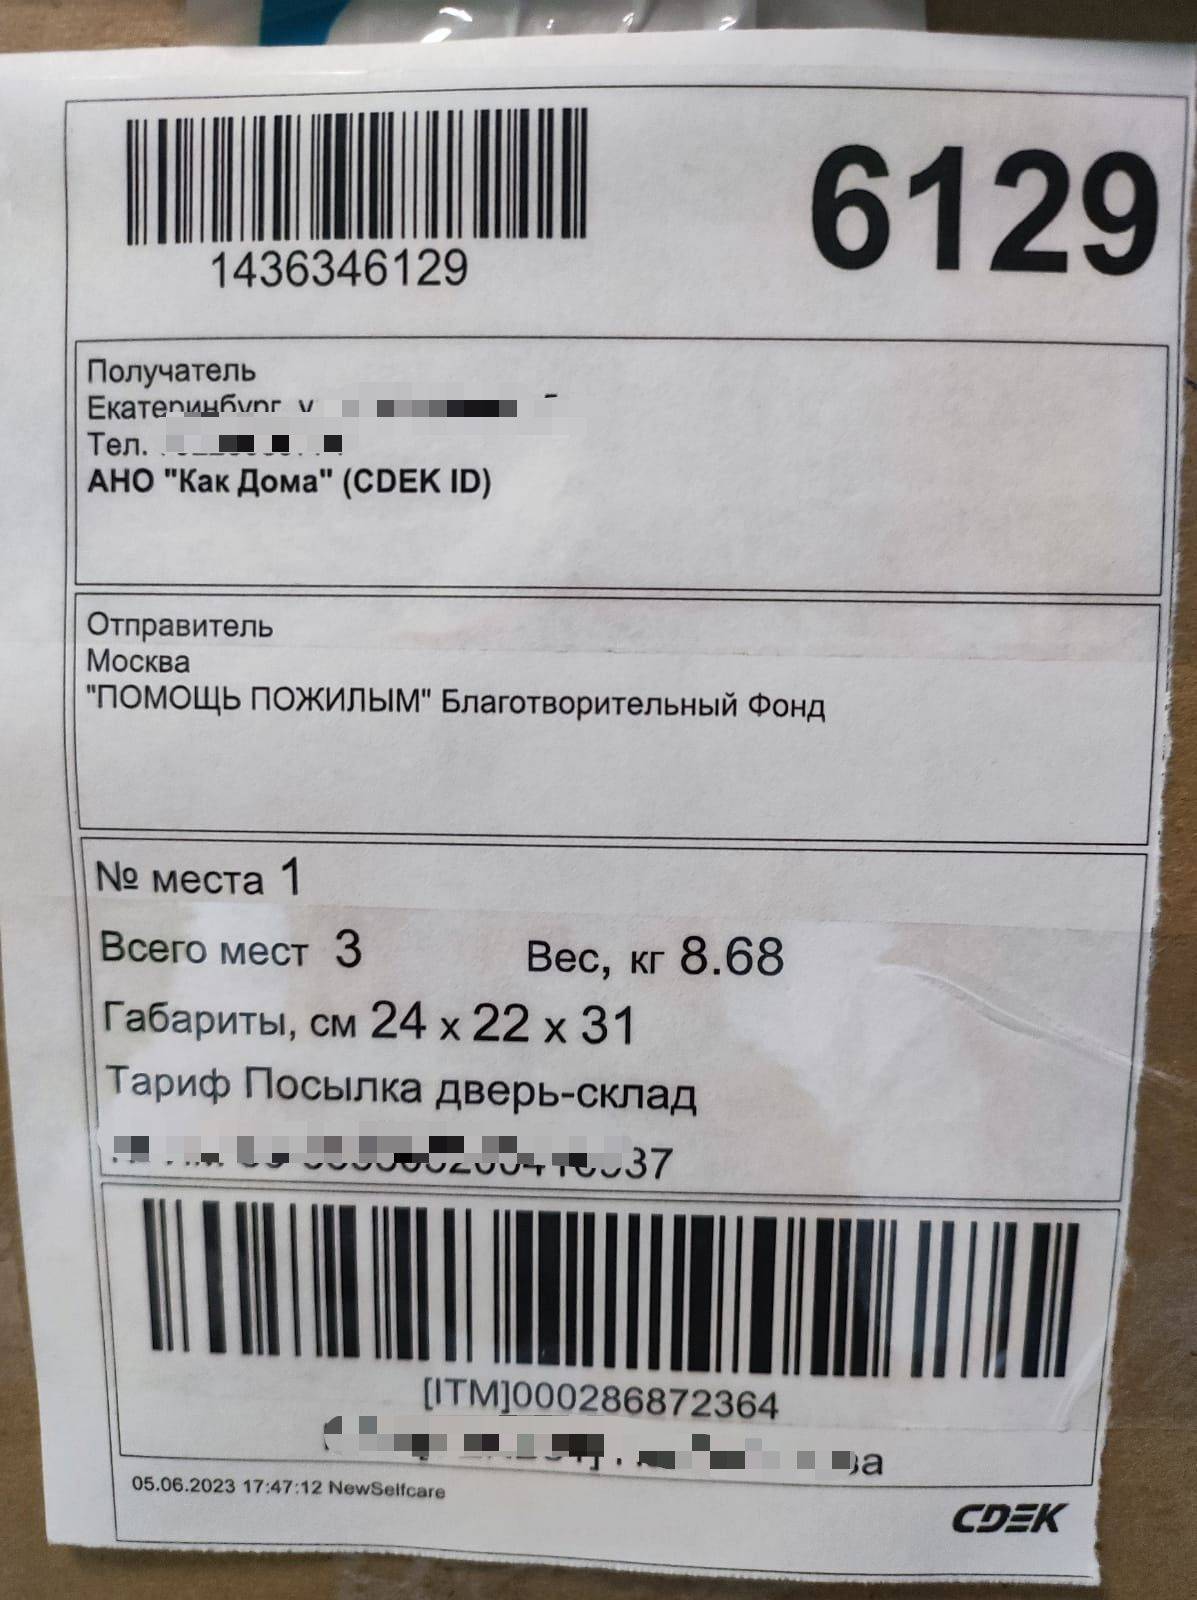 1436346129
6129
Получатель
Екатеринбург, у
Тел.
АНО "Как Дома" (CDEK ID)
Отправитель
Москва
"ПОМОЩЬ ПОЖИЛЫМ" Благотворительный Фонд
№ места 1
Всего мест 3 Вес, кг 8.68
Габариты, см 24 x 22 x 31
Тариф Посылка дверь-склад
37
[ITM]000286872364
ва
05.06.2023 17:47:12 NewSelfcare
CDEK